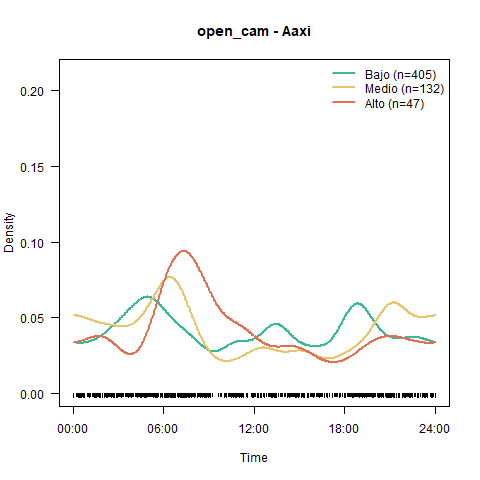 open_cam - Aaxi
Bajo (n=405)
Medio (n=132)
Alto (n=47)
0.20
0.15
0.10
0.05
0.00
Density
00:00 06:00 12:00 18:00 24:00
Time